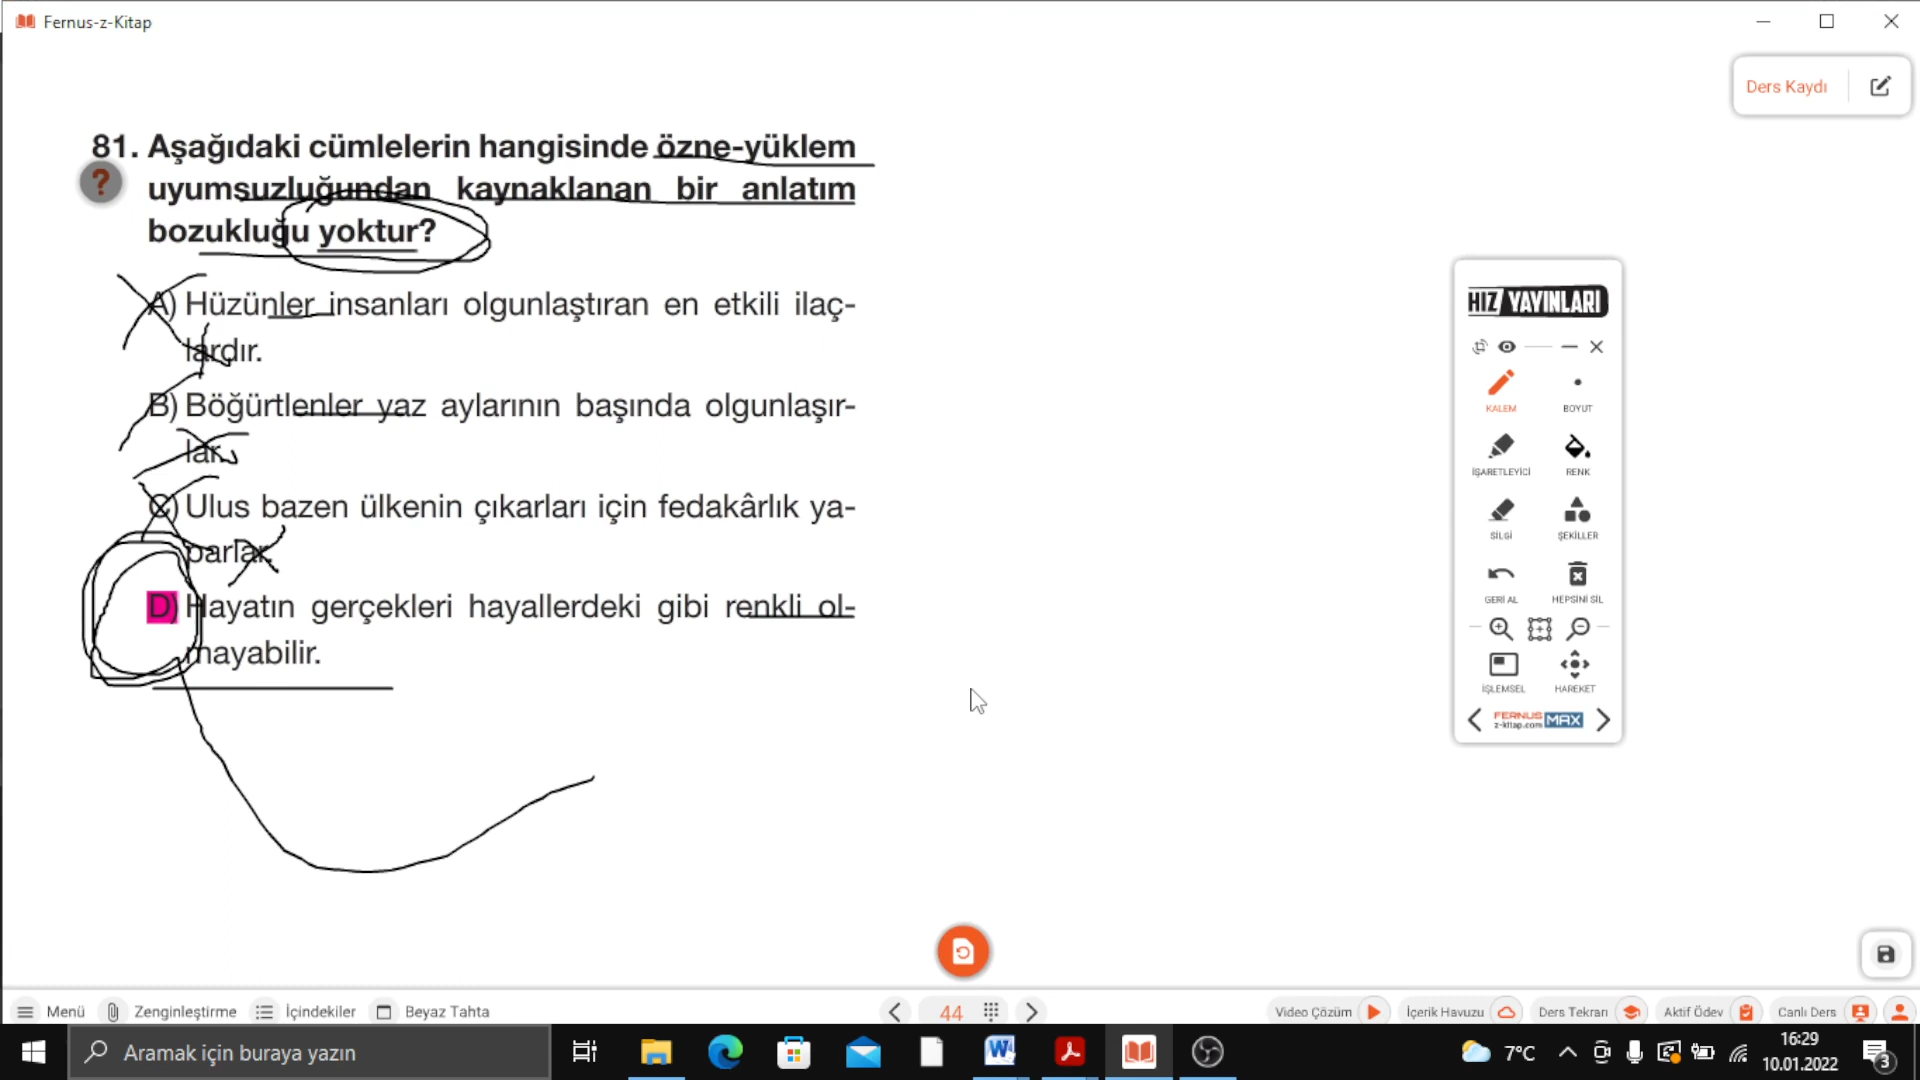 Fernus-z-Kitap
Ders Kaydı
81. Aşağıdaki cümlelerin hangisinde özne-yüklem
uyumsuzluğundan kaynaklanan bir anlatım
bozukluğu yoktur?
?
A) Hüzünler insanları olgunlaştıran en etkili ilaç-
lardır.
B) Böğürtlenler yaz aylarının başında olgunlaşır-
lar.
C) Ulus bazen ülkenin çıkarları için fedakârlık ya-
parlar.
D) Hayatın gerçekleri hayallerdeki gibi renkli ol-
mayabilir.
HIZ YAYINLARI
KALEM BOYUT
İŞARETLEYİCİ RENK
SİLGİ ŞEKİLLER
GERİ AL HEPSİNİ SİL
İŞLEMSEL HAREKET
FERNUS z-kitap.com MAX
Menü Zenginleştirme İçindekiler Beyaz Tahta 44 Video Çözüm İçerik Havuzu Ders Tekrarı Aktif Ödev Canlı Ders
Aramak için buraya yazın 7°C 16:29
10.01.2022 3